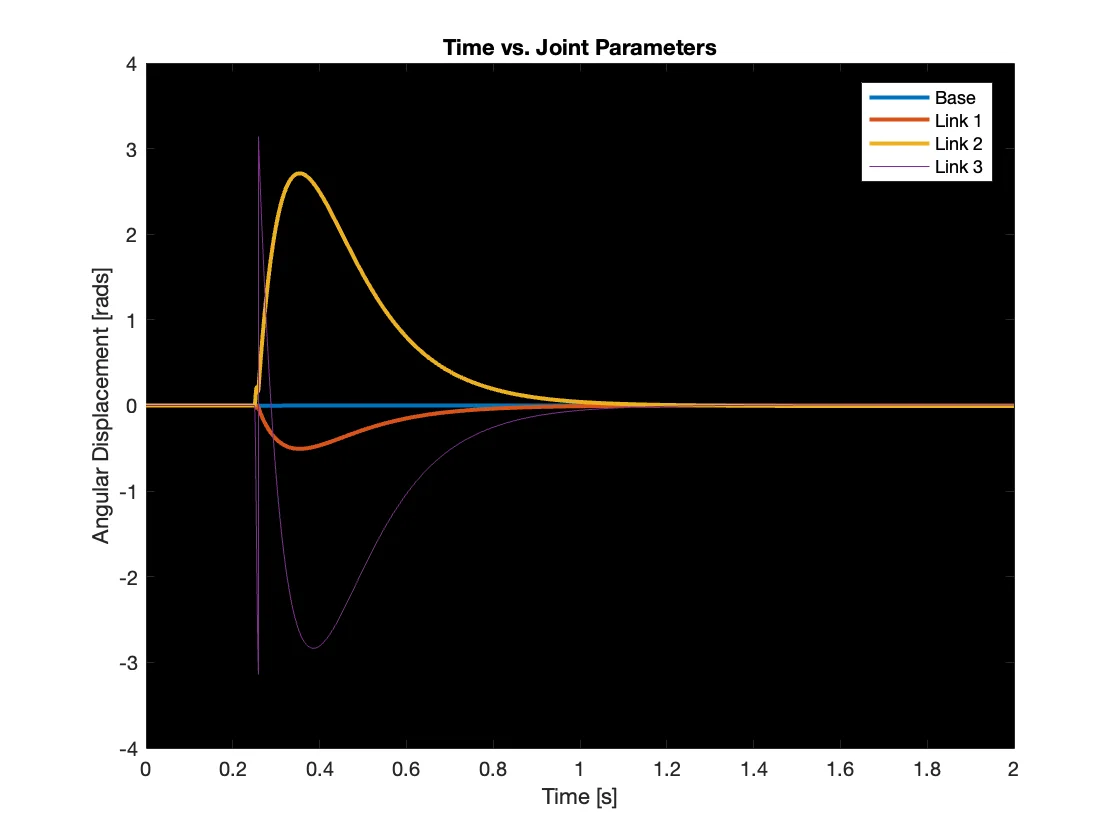 Time vs. Joint Parameters
4
3
2
1
0
-1
-2
-3
-4
Angular Displacement [rads]
Base
Link 1
Link 2
Link 3
0 0.2 0.4 0.6 0.8 1 1.2 1.4 1.6 1.8 2
Time [s]